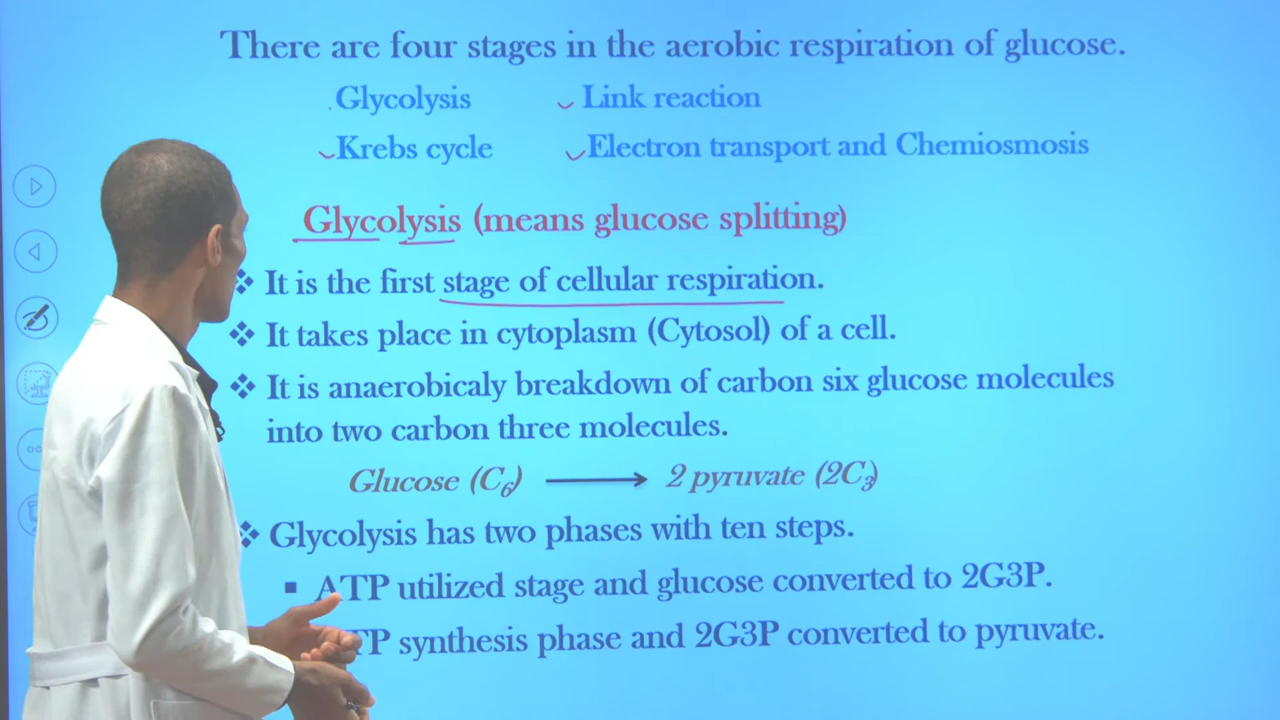 There are four stages in the aerobic respiration of glucose.
Glycolysis Link reaction
Krebs cycle Electron transport and Chemiosmosis
Glycolysis (means glucose splitting)
It is the first stage of cellular respiration.
It takes place in cytoplasm (Cytosol) of a cell.
It is anaerobicaly breakdown of carbon six glucose molecules
into two carbon three molecules.
Glucose (C₆) ⟶ 2 pyruvate (2C₃)
Glycolysis has two phases with ten steps.
ATP utilized stage and glucose converted to 2G3P.
TP synthesis phase and 2G3P converted to pyruvate.